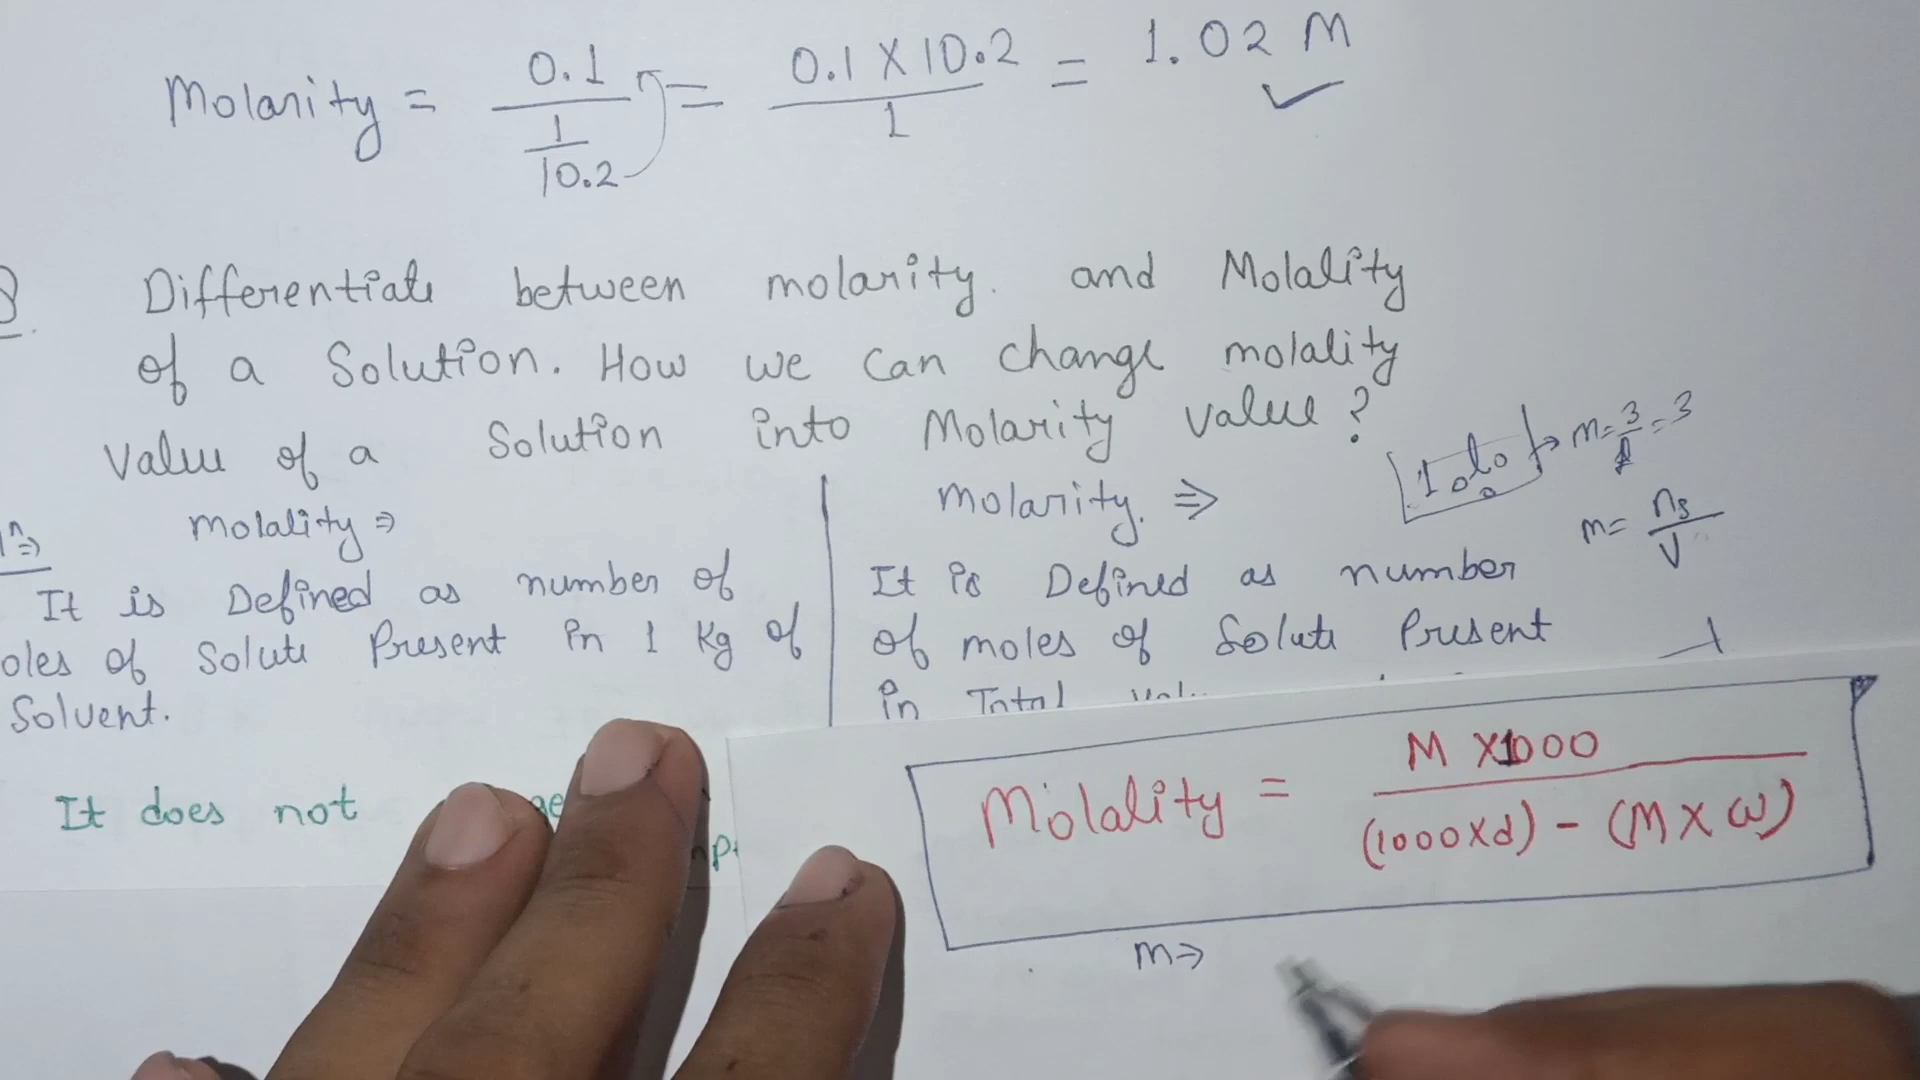 Molarity = 0.1 / (1 / 10.2) = 0.1 X 10.2 / 1 = 1.02 M
Differentiate between molarity. and Molality
of a Solution. How we can change molality
value of a Solution into Molarity value?
molality ⇒
It is Defined as number of
oles of Solute Present in 1 Kg of
Solvent.
It does not
molarity. ⇒
It is Defined as number
of moles of Solute Present
in Total
m = 3 / 1 = 3
m = ns / V
Molality = M X1000 / (1000Xd) - (M X W)
m ⇒